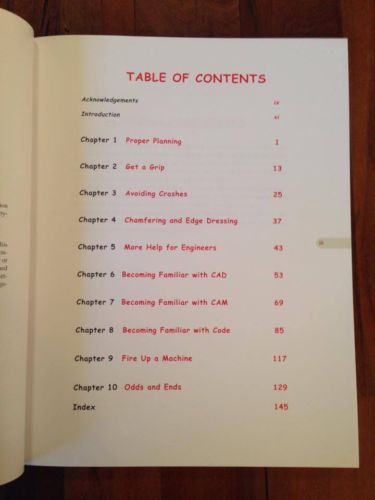 TABLE OF CONTENTS
Acknowledgements ix
Introduction xi
Chapter 1 Proper Planning 1
Chapter 2 Get a Grip 13
Chapter 3 Avoiding Crashes 25
Chapter 4 Chamfering and Edge Dressing 37
Chapter 5 More Help for Engineers 43
Chapter 6 Becoming Familiar with CAD 53
Chapter 7 Becoming Familiar with CAM 69
Chapter 8 Becoming Familiar with Code 85
Chapter 9 Fire Up a Machine 117
Chapter 10 Odds and Ends 129
Index 145